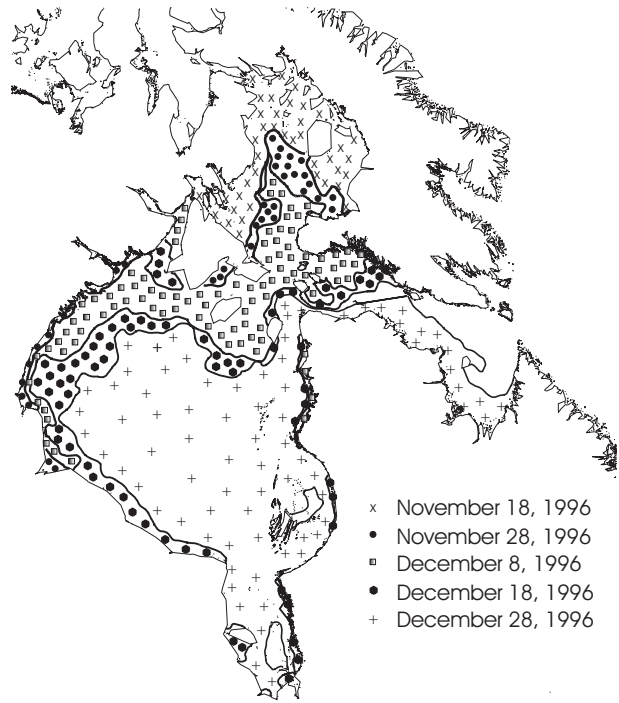 x November 18, 1996
November 28, 1996
December 8, 1996
December 18, 1996
+ December 28, 1996